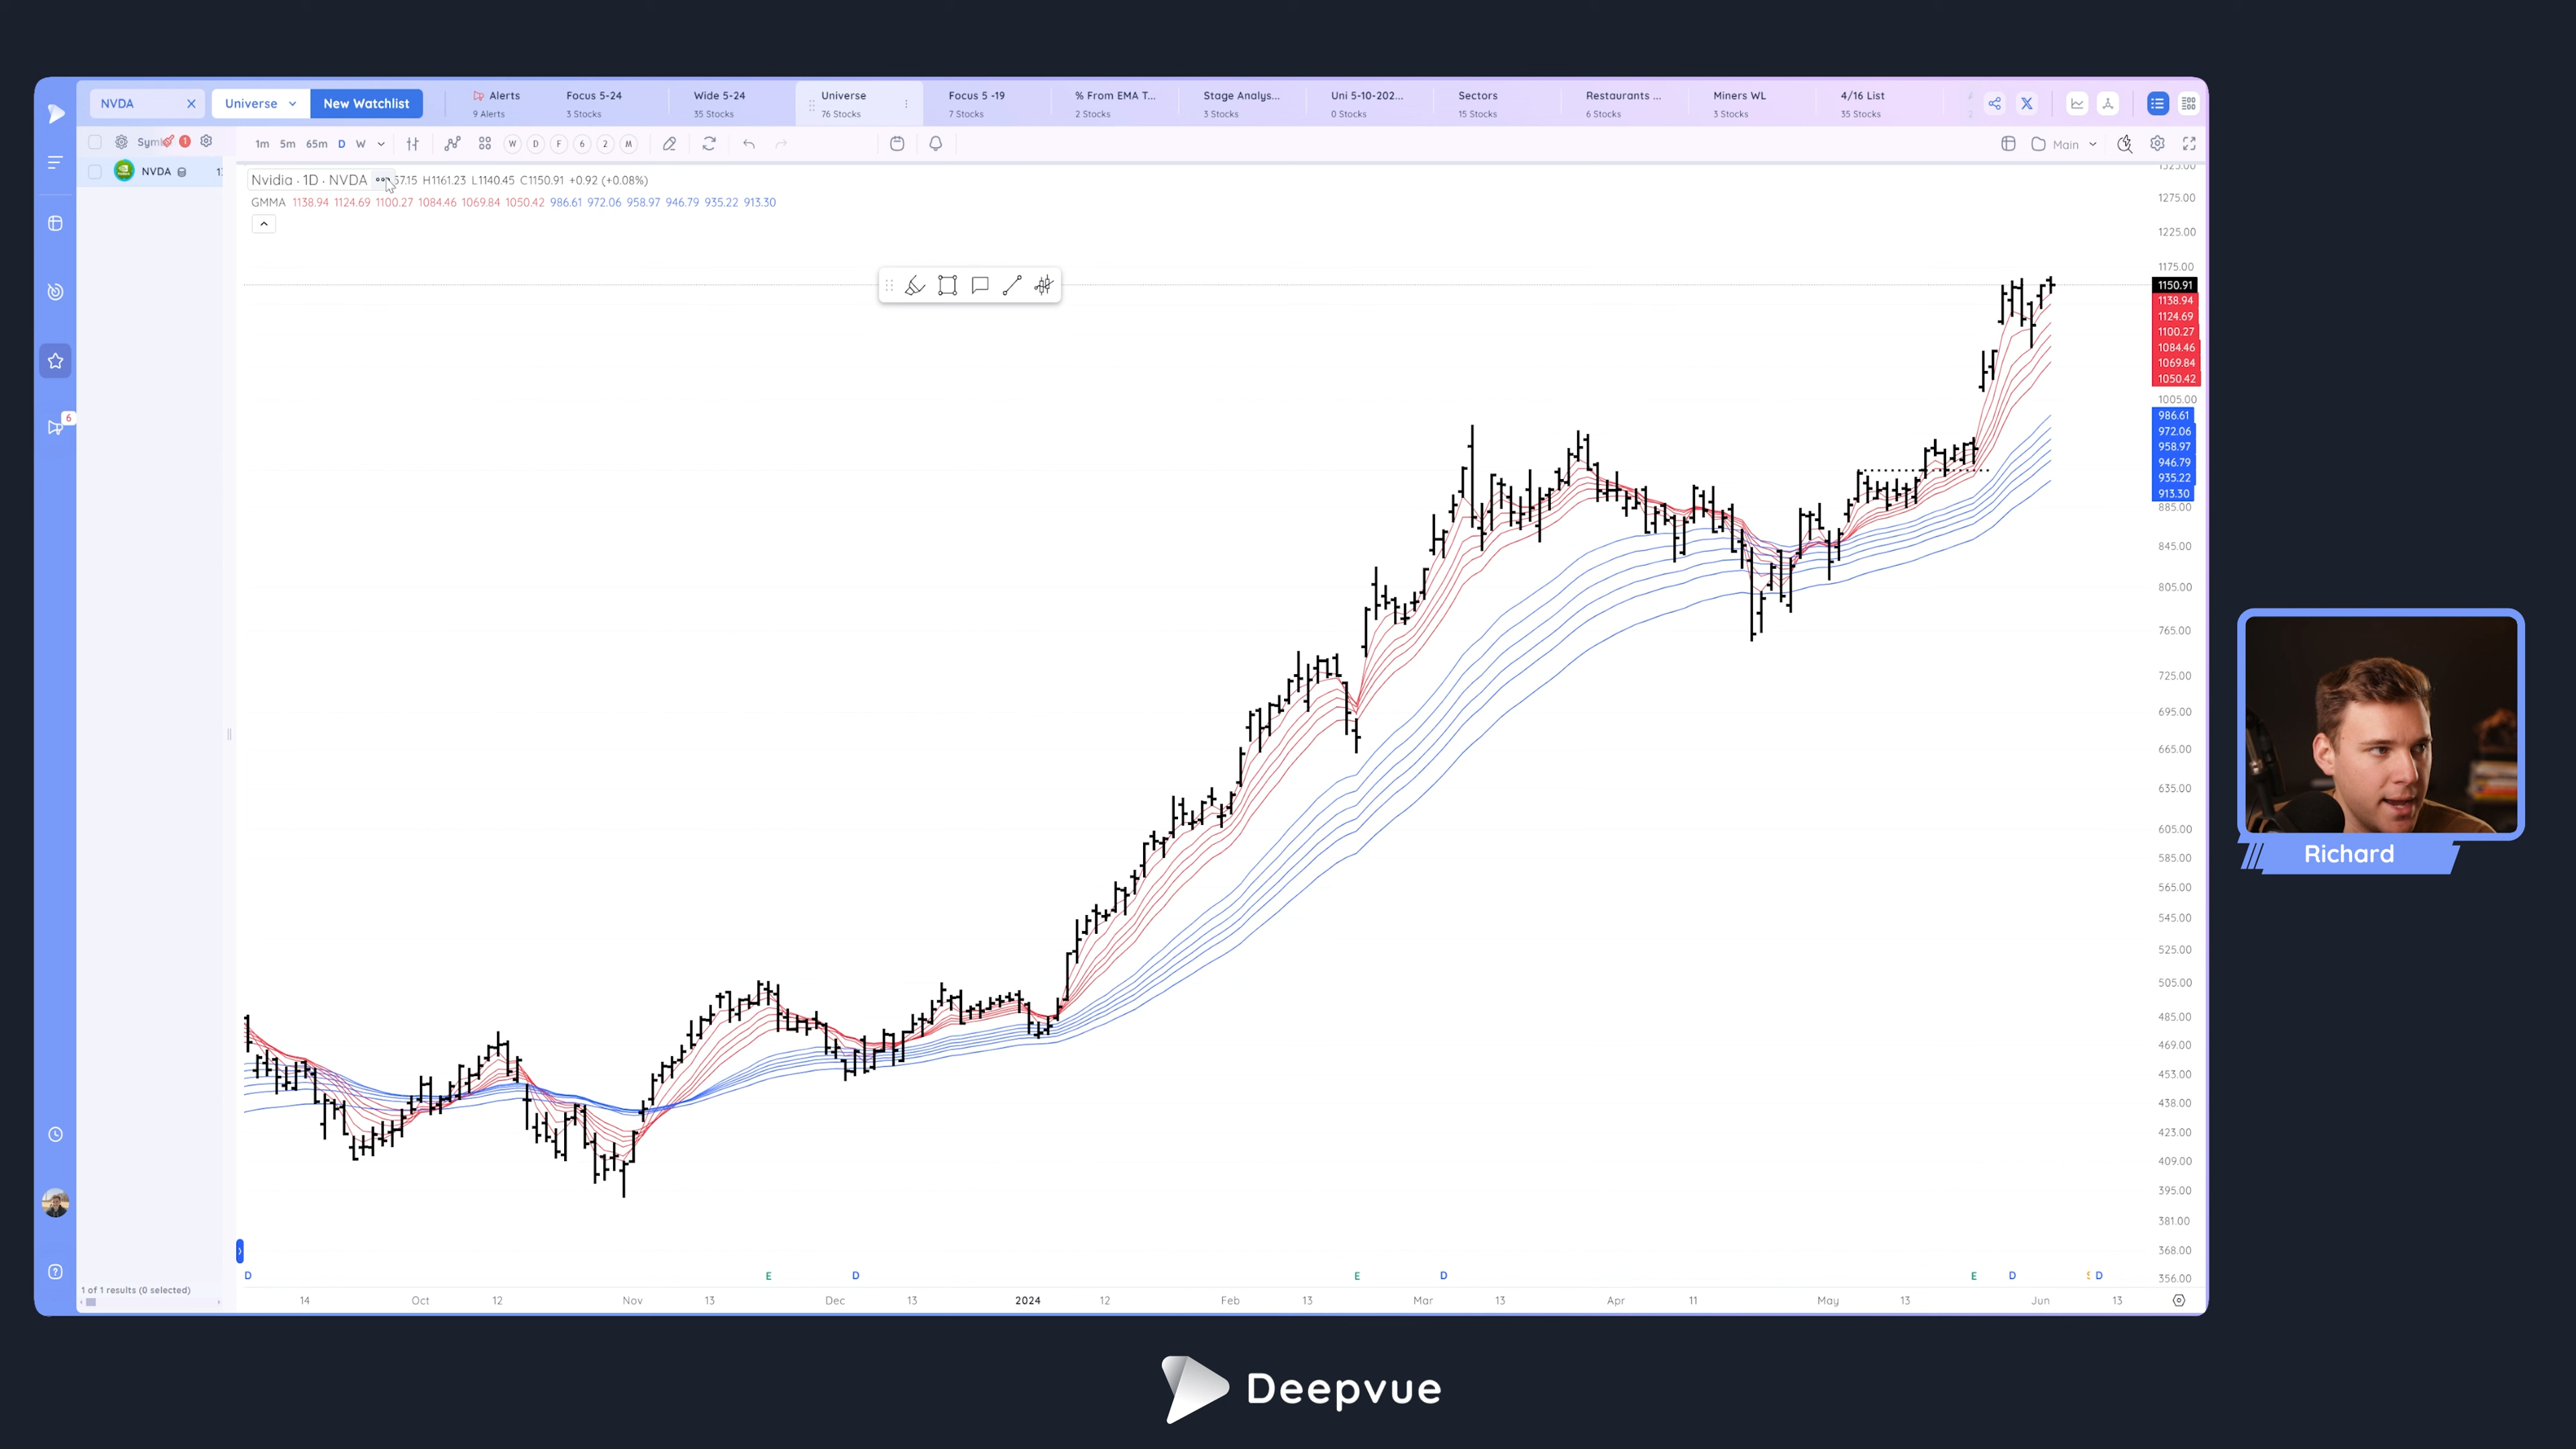 NVDA
Universe
New Watchlist
Alerts
9 Alerts
Focus 5-24
3 Stocks
Wide 5-24
35 Stocks
Universe
76 Stocks
Focus 5 -19
7 Stocks
% From EMA T...
2 Stocks
Stage Analys...
3 Stocks
Uni 5-10-202...
0 Stocks
Sectors
15 Stocks
Restaurants ...
6 Stocks
Miners WL
3 Stocks
4/16 List
35 Stocks
1
1m 5m 65m D W
W D F 6 2 M
Main
NVDA
Nvidia · 1D · NVDA
H1161.23 L1140.45 C1150.91 +0.92 (+0.08%)
GMMA 1138.94 1124.69 1100.27 1084.46 1069.84 1050.42 986.61 972.06 958.97 946.79 935.22 913.30
1275.00
1225.00
1175.00
1150.91
1138.94
1124.69
1100.27
1084.46
1069.84
1050.42
1005.00
986.61
972.06
958.97
946.79
935.22
913.30
885.00
845.00
805.00
765.00
725.00
695.00
665.00
635.00
605.00
585.00
565.00
545.00
525.00
505.00
485.00
469.00
453.00
438.00
423.00
409.00
395.00
381.00
368.00
356.00
6
D E D E D E D D
1 of 1 results (0 selected)
14 Oct 12 Nov 13 Dec 13 2024 12 Feb 13 Mar 13 Apr 11 May 13 Jun 13
Richard
Deepvue